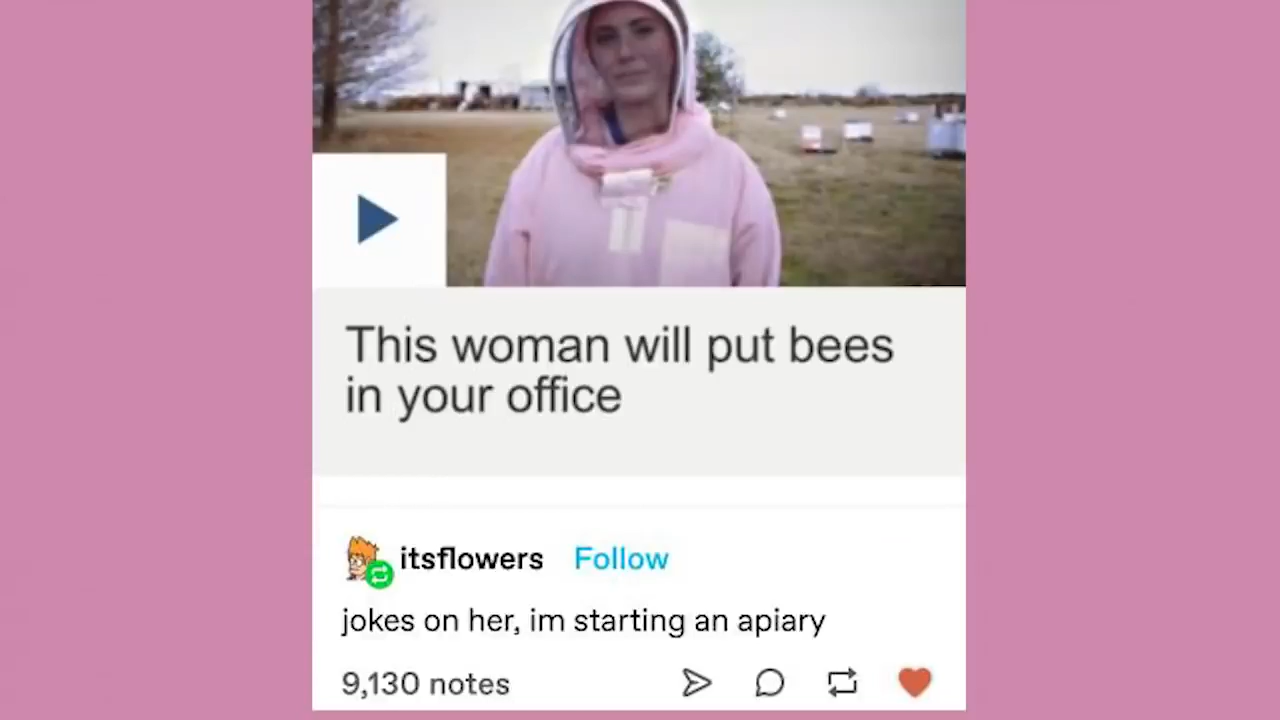 This woman will put bees
in your office
itsflowers Follow
jokes on her, im starting an apiary
9,130 notes